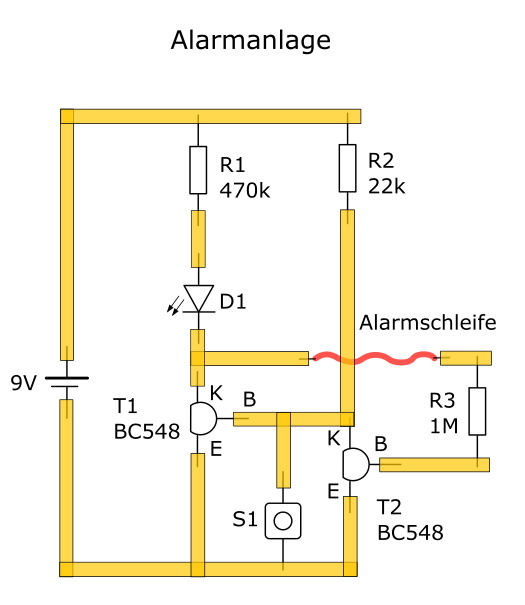 Alarmanlage
R1
470k
R2
22k
D1
Alarmschleife
9V
K
B
T1
BC548
E
R3
1M
K
B
E
S1
T2
BC548